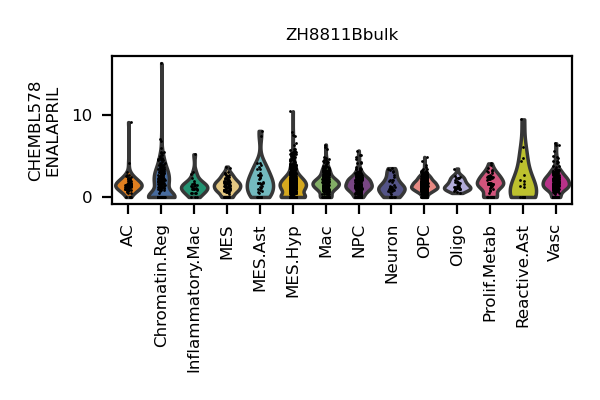 ZH8811Bbulk
CHEMBL578
ENALAPRIL
10
0
AC
Chromatin.Reg
Inflammatory.Mac
MES
MES.Ast
MES.Hyp
Mac
NPC
Neuron
OPC
Oligo
Prolif.Metab
Reactive.Ast
Vasc